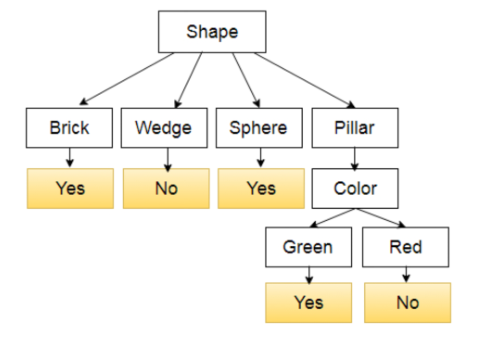 Shape
Brick Wedge Sphere Pillar
Yes No Yes Color
Green Red
Yes No